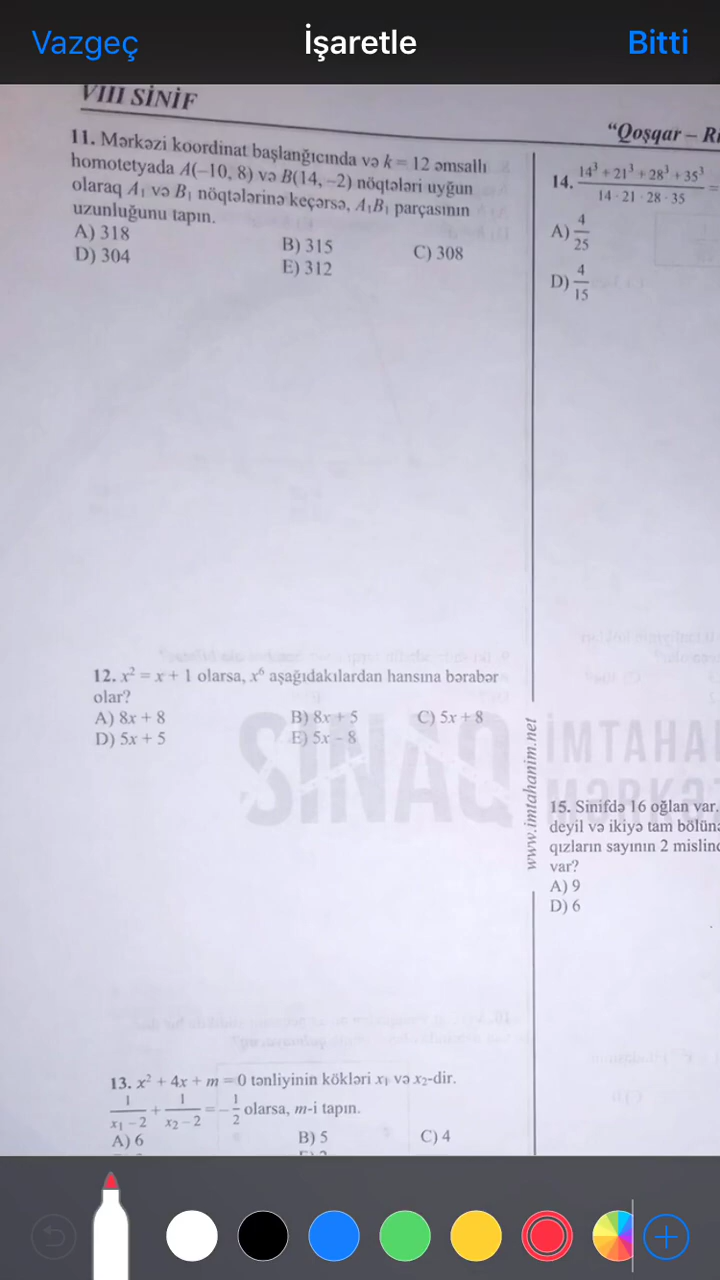 Vazgeç
İşaretle
Bitti
VIII SİNİF
11. Mərkəzi koordinat başlanğıcında və k = 12 əmsallı
homotetyada A(–10, 8) və B(14, –2) nöqtələri uyğun
olaraq A₁ və B₁ nöqtələrinə keçərsə, A₁B₁ parçasının
uzunluğunu tapın.
A) 318
B) 315
C) 308
D) 304
E) 312
12. x² = x + 1 olarsa, x⁶ aşağıdakılardan hansına bərabər
olar?
A) 8x + 8
B) 8x + 5
C) 5x + 8
D) 5x + 5
E) 5x – 8
13. x² + 4x + m = 0 tənliyinin kökləri x₁ və x₂-dir.
1/(x₁ – 2) + 1/(x₂ – 2) = –1/2 olarsa, m-i tapın.
A) 6
B) 5
C) 4
SINAQ İMTAHA
www.imtahanim.net
"Qoşqar –
14. (14³ + 21³ + 28³ + 35³)/(14 · 21 · 28 · 35) =
A) 4/25
D) 4/15
15. Sinifdə 16 oğlan var.
deyil və ikiyə tam
qızların sayının 2
var?
A) 9
D) 6